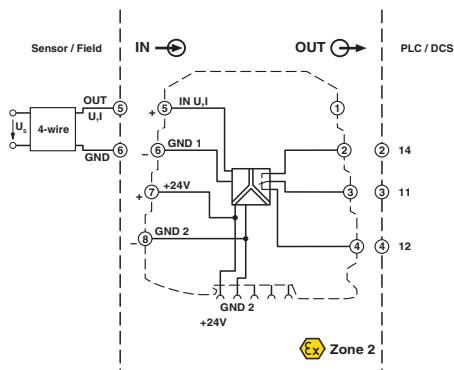 Sensor / Field
IN
OUT
PLC / DCS
OUT
5
U,I
Us
4-wire
GND
6
+
5
IN U,I
1
–
6
GND 1
2
2
14
+
7
+24V
3
3
11
–
8
GND 2
4
4
12
GND 2
+24V
Ex
Zone 2